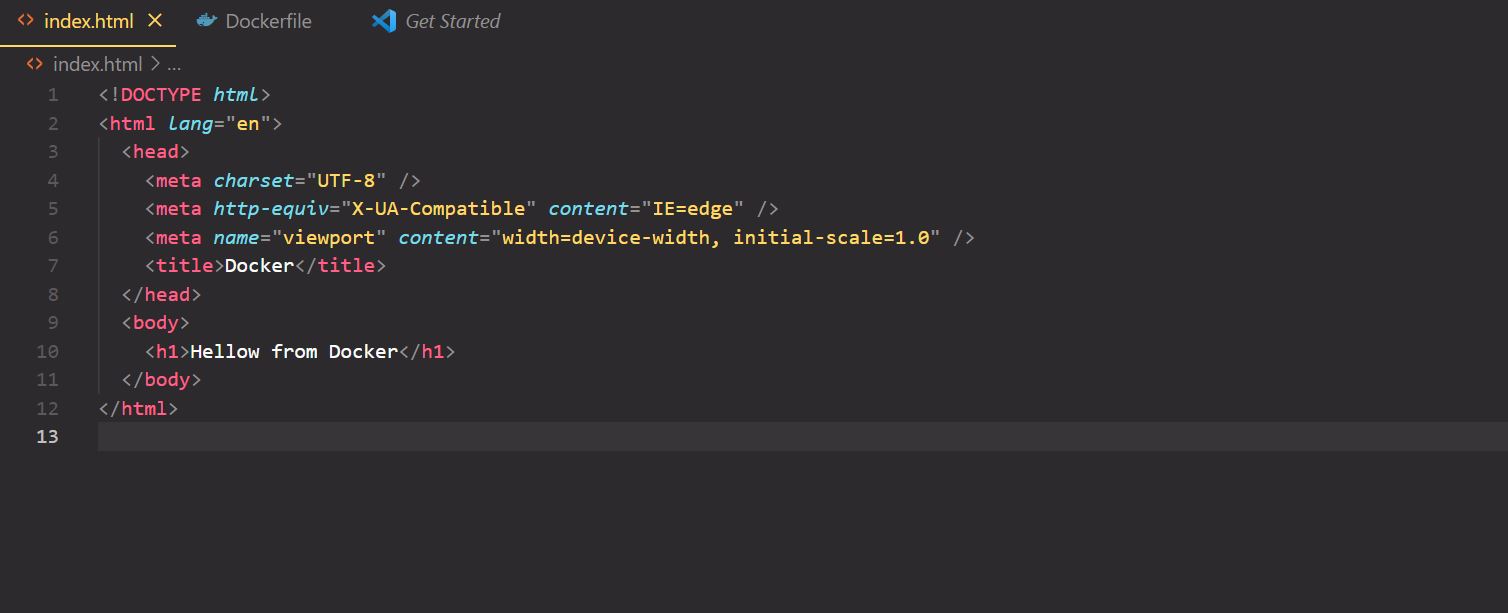 index.html Dockerfile Get Started
index.html > ...
1 <!DOCTYPE html>
2 <html lang="en">
3   <head>
4     <meta charset="UTF-8" />
5     <meta http-equiv="X-UA-Compatible" content="IE=edge" />
6     <meta name="viewport" content="width=device-width, initial-scale=1.0" />
7     <title>Docker</title>
8   </head>
9   <body>
10     <h1>Hellow from Docker</h1>
11   </body>
12 </html>
13